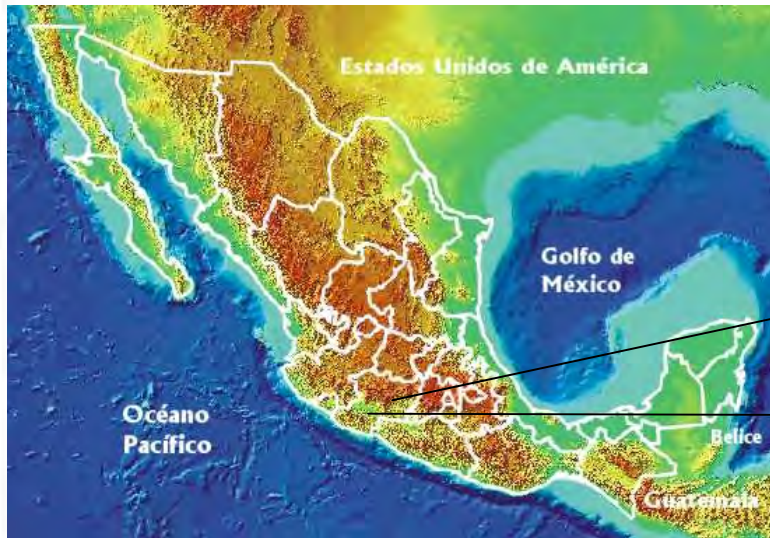 Estados Unidos de América
Golfo de
México
A
Océano
Pacífico
Belice
Guatemala